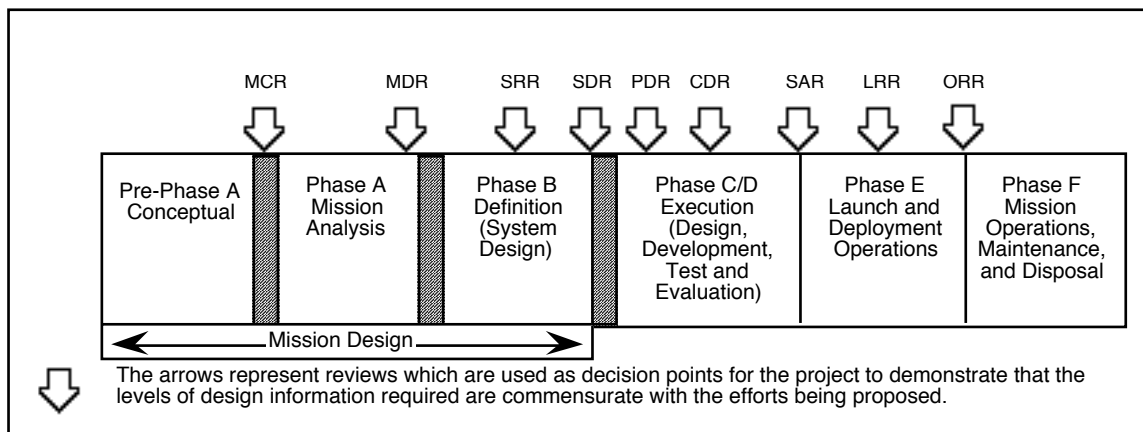 MCR MDR SRR SDR PDR CDR SAR LRR ORR
Pre-Phase A
Conceptual
Phase A
Mission
Analysis
Phase B
Definition
(System
Design)
Phase C/D
Execution
(Design,
Development,
Test and
Evaluation)
Phase E
Launch and
Deployment
Operations
Phase F
Mission
Operations,
Maintenance,
and Disposal
Mission Design
The arrows represent reviews which are used as decision points for the project to demonstrate that the
levels of design information required are commensurate with the efforts being proposed.